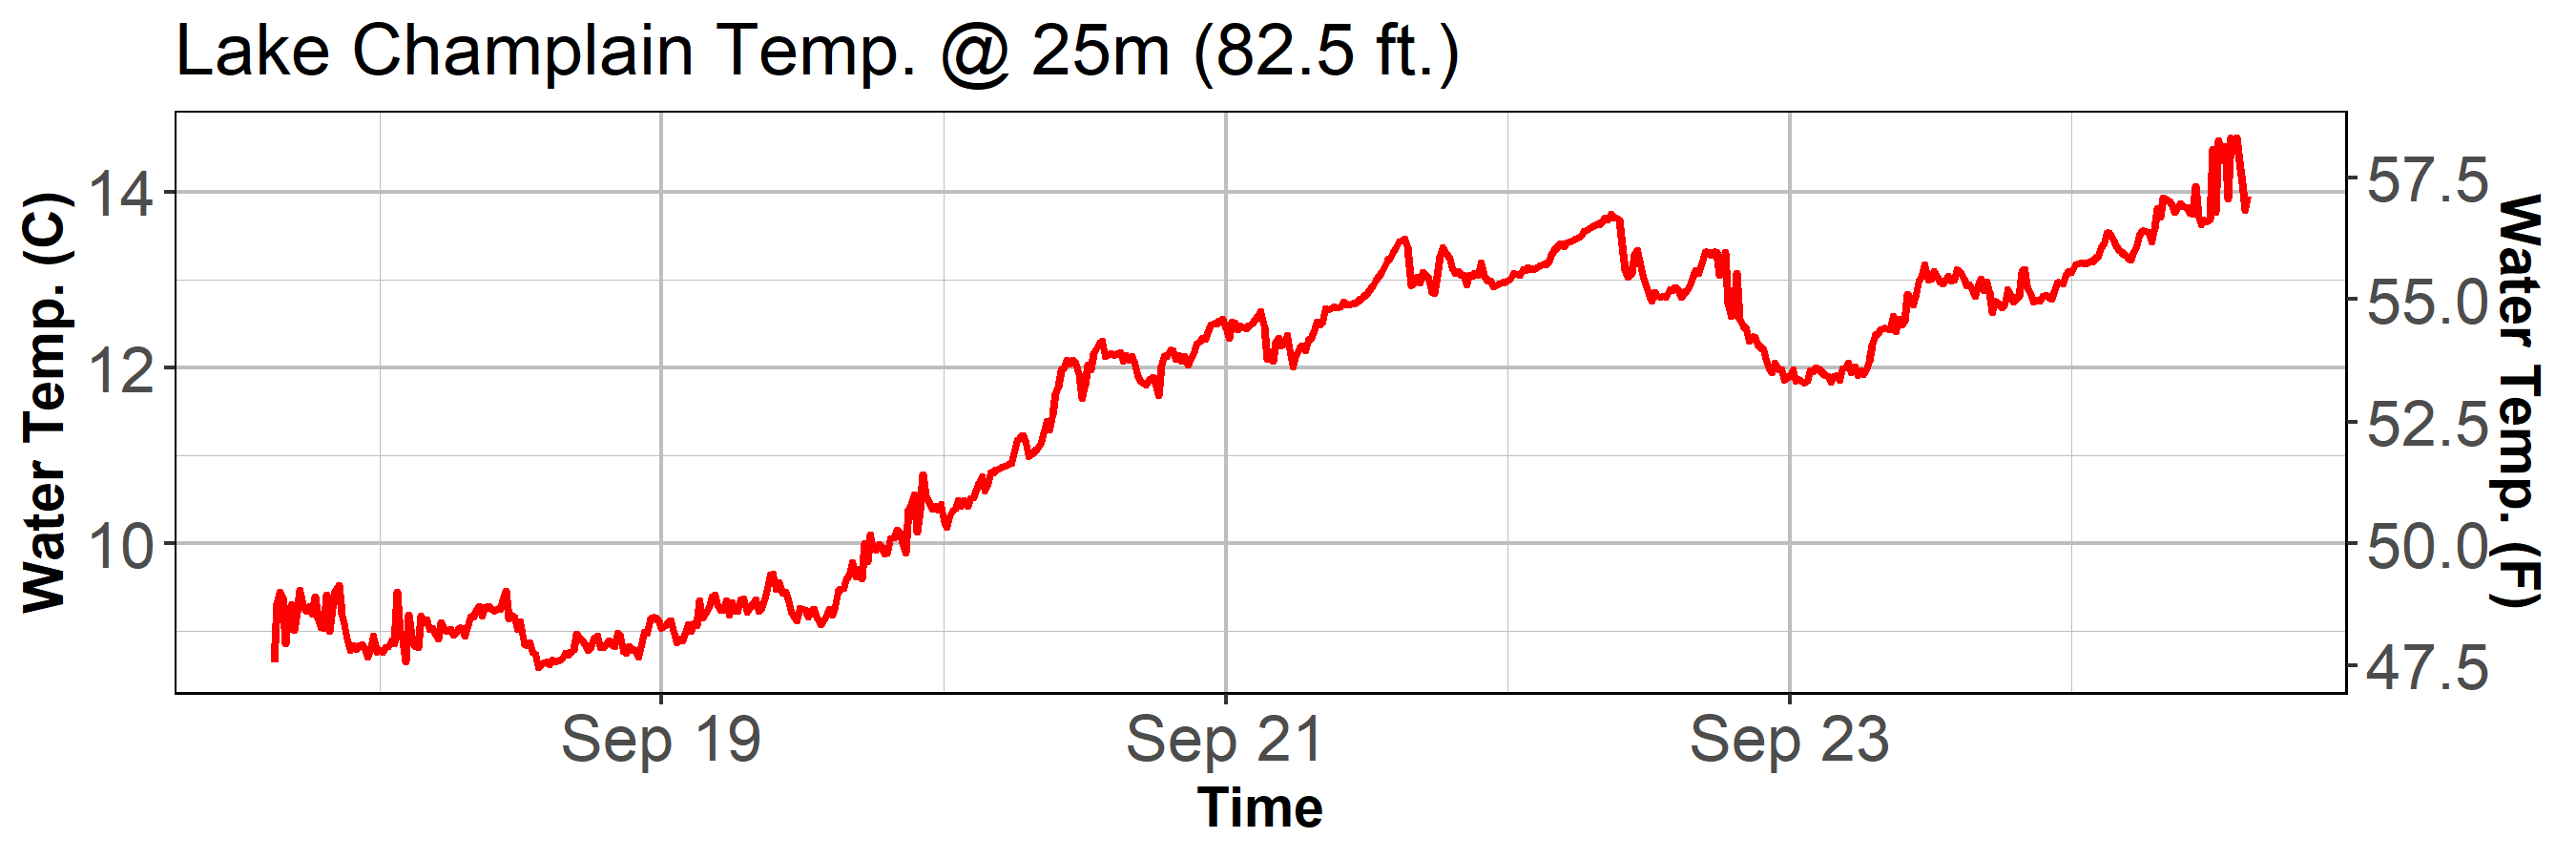 Lake Champlain Temp. @ 25m (82.5 ft.)
Water Temp. (C)
14
12
10
57.5
55.0
52.5
50.0
47.5
Water Temp. (F)
Sep 19
Sep 21
Sep 23
Time